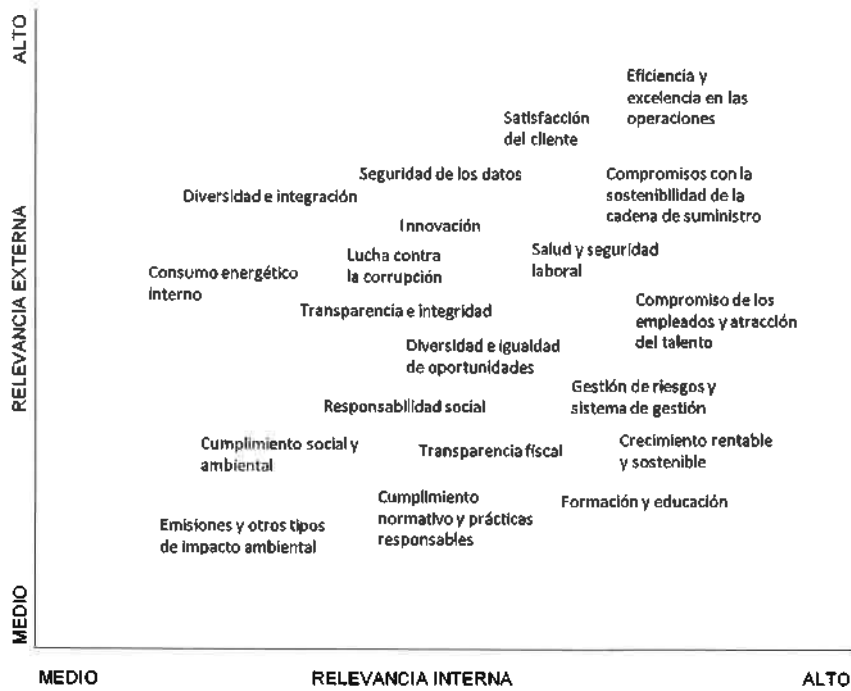 ALTO
RELEVANCIA EXTERNA
MEDIO
Eficiencia y
excelencia en las
operaciones
Satisfacción
del cliente
Seguridad de los datos
Compromisos con la
sostenibilidad de la
cadena de suministro
Diversidad e integración
Innovación
Lucha contra
la corrupción
Salud y seguridad
laboral
Consumo energético
interno
Transparencia e integridad
Compromiso de los
empleados y atracción
del talento
Diversidad e igualdad
de oportunidades
Gestión de riesgos y
sistema de gestión
Responsabilidad social
Cumplimiento social y
ambiental
Transparencia fiscal
Crecimiento rentable
y sostenible
Cumplimiento
normativo y prácticas
responsables
Formación y educación
Emisiones y otros tipos
de impacto ambiental
MEDIO
RELEVANCIA INTERNA
ALTO